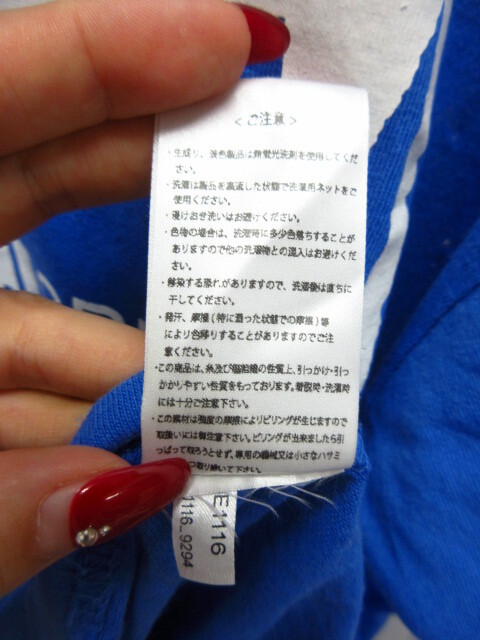 ＜ご注意＞
・生成り、淡色製品は無蛍光洗剤を使用してくだ
さい。
・洗濯は製品を裏返した状態で洗濯用ネットをご
使用ください。
・浸けおき洗いはお避けください。
・色物の場合は、洗濯時に多少色落ちすることが
ありますので他の洗濯物との混入はお避けくだ
さい。
・移染する恐れがありますので、洗濯後は直ちに
干してください。
・発汗、摩擦(特に湿った状態での摩擦)等
により色移りすることがありますのでご注
意ください。
・この商品は、糸及び編組織の性質上、引っかけ・引っ
かかりやすい性質をもっております。着脱時・洗濯時
には十分ご注意下さい。
・この素材は強度の摩擦によりピリングが生じますので
取扱いには御注意下さい。ピリングが出来ましたら引
っぱって取ろうとせず、専用の機械又は小さなハサミ
取り除いて下さい。
E1116
1116_9294